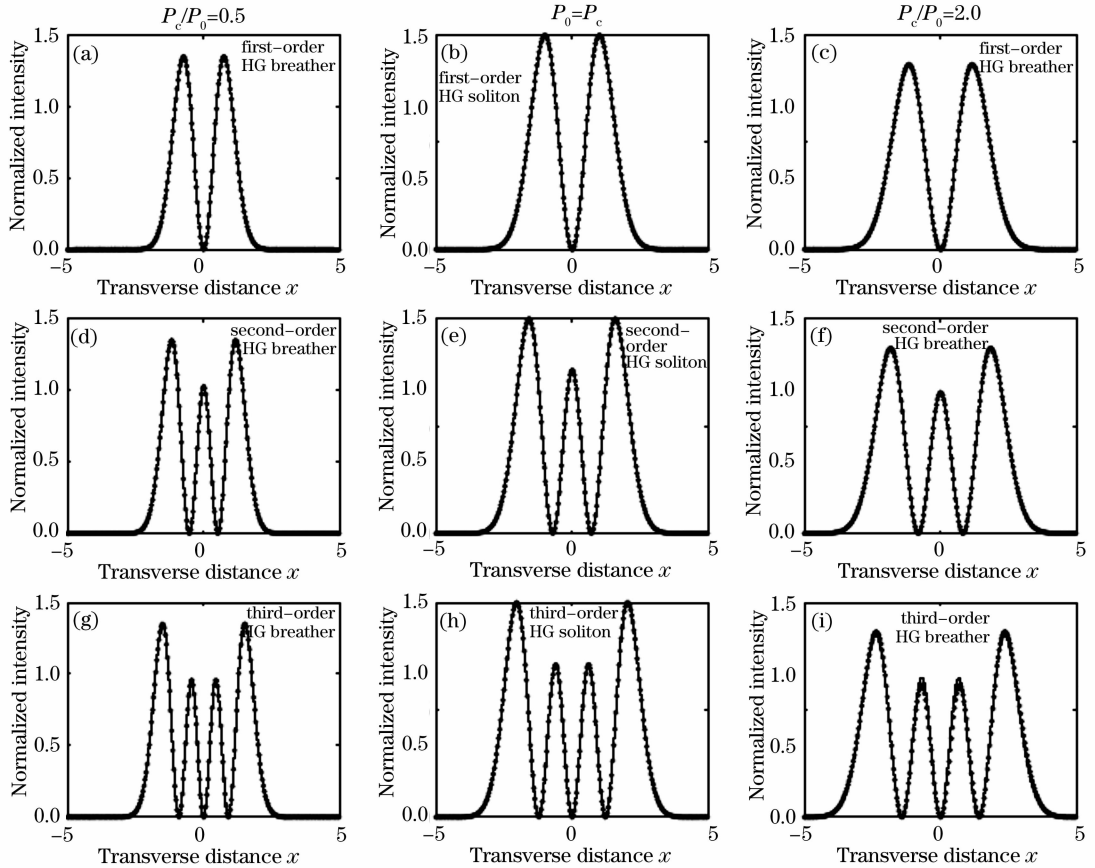 P_c/P_0=0.5
P_0=P_c
P_c/P_0=2.0
(a)
first-order
HG breather
1.5
1.0
0.5
0.0
-5
0
5
Normalized intensity
Transverse distance x
(b)
first-order
HG soliton
1.5
1.0
0.5
0.0
-5
0
5
Normalized intensity
Transverse distance x
(c)
first-order
HG breather
1.5
1.0
0.5
0.0
-5
0
5
Normalized intensity
Transverse distance x
(d)
second-order
HG breather
1.5
1.0
0.5
0.0
-5
0
5
Normalized intensity
Transverse distance x
(e)
second-
order
HG soliton
1.5
1.0
0.5
0.0
-5
0
5
Normalized intensity
Transverse distance x
(f)
second-order
HG breather
1.5
1.0
0.5
0.0
-5
0
5
Normalized intensity
Transverse distance x
(g)
third-order
HG breather
1.5
1.0
0.5
0.0
-5
0
5
Normalized intensity
Transverse distance x
(h)
third-order
HG soliton
1.5
1.0
0.5
0.0
-5
0
5
Normalized intensity
Transverse distance x
(i)
third-order
HG breather
1.5
1.0
0.5
0.0
-5
0
5
Normalized intensity
Transverse distance x